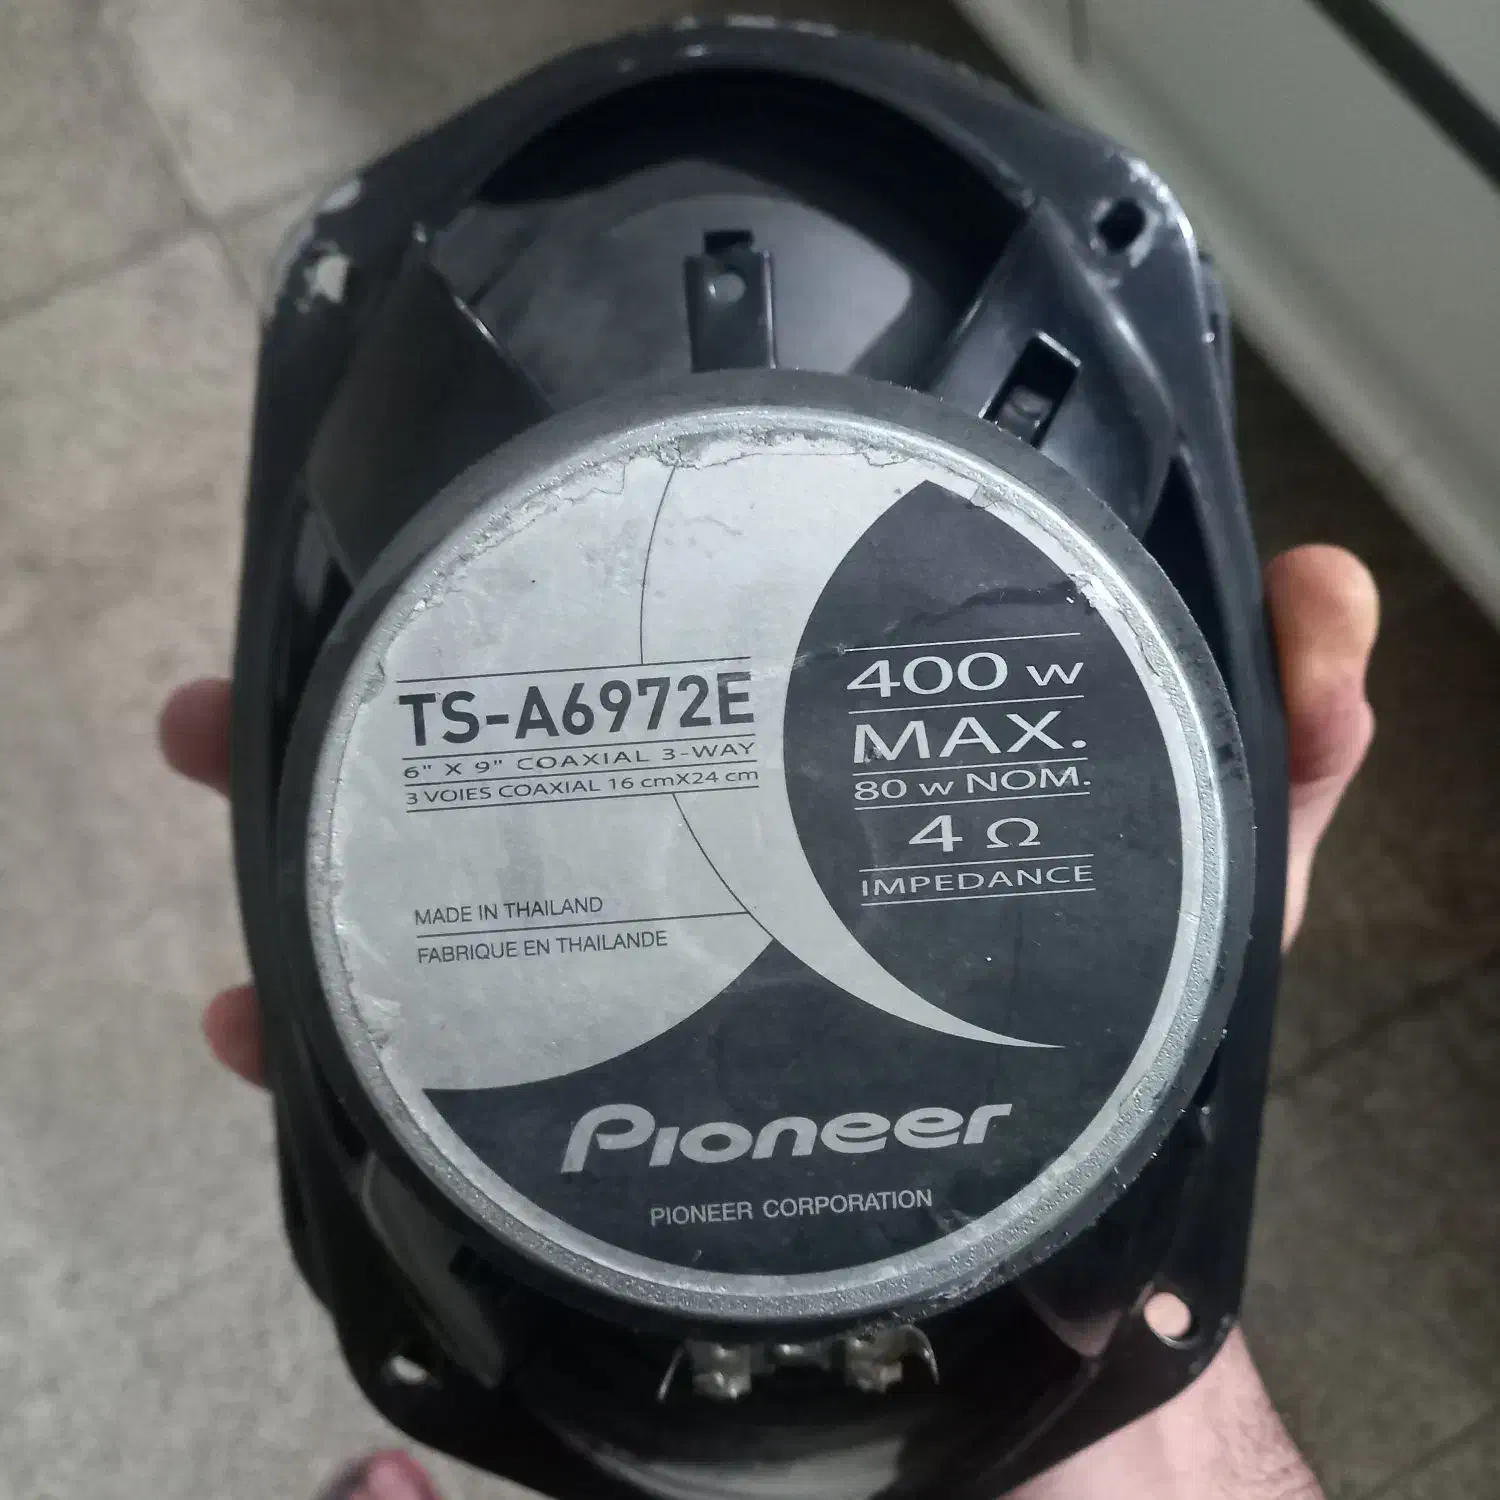 TS-A6972E
6" X 9" COAXIAL 3-WAY
3 VOIES COAXIAL 16 cmX24 cm
MADE IN THAILAND
FABRIQUE EN THAILANDE
400 w
MAX.
80 w NOM.
4 Ω
IMPEDANCE
Pioneer
PIONEER CORPORATION